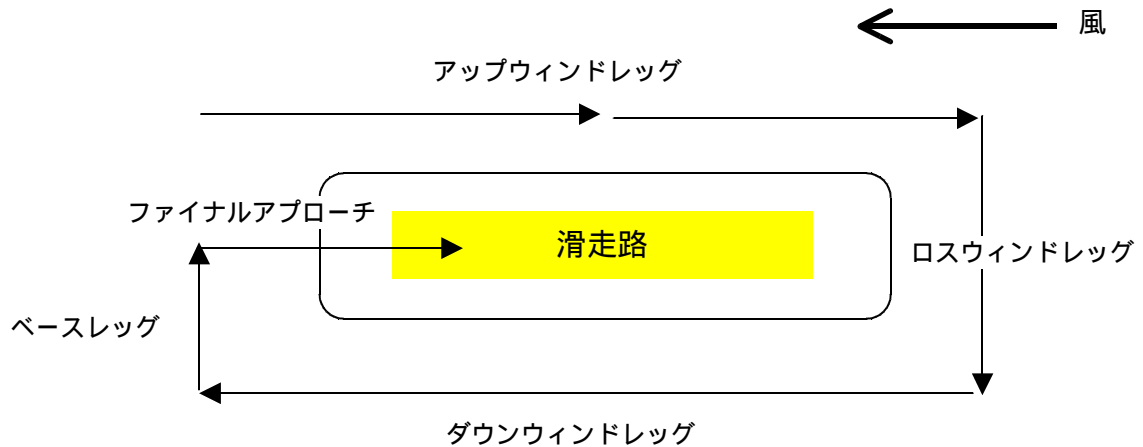 風
アップウィンドレッグ
ファイナルアプローチ
滑走路
ロスウィンドレッグ
ベースレッグ
ダウンウィンドレッグ